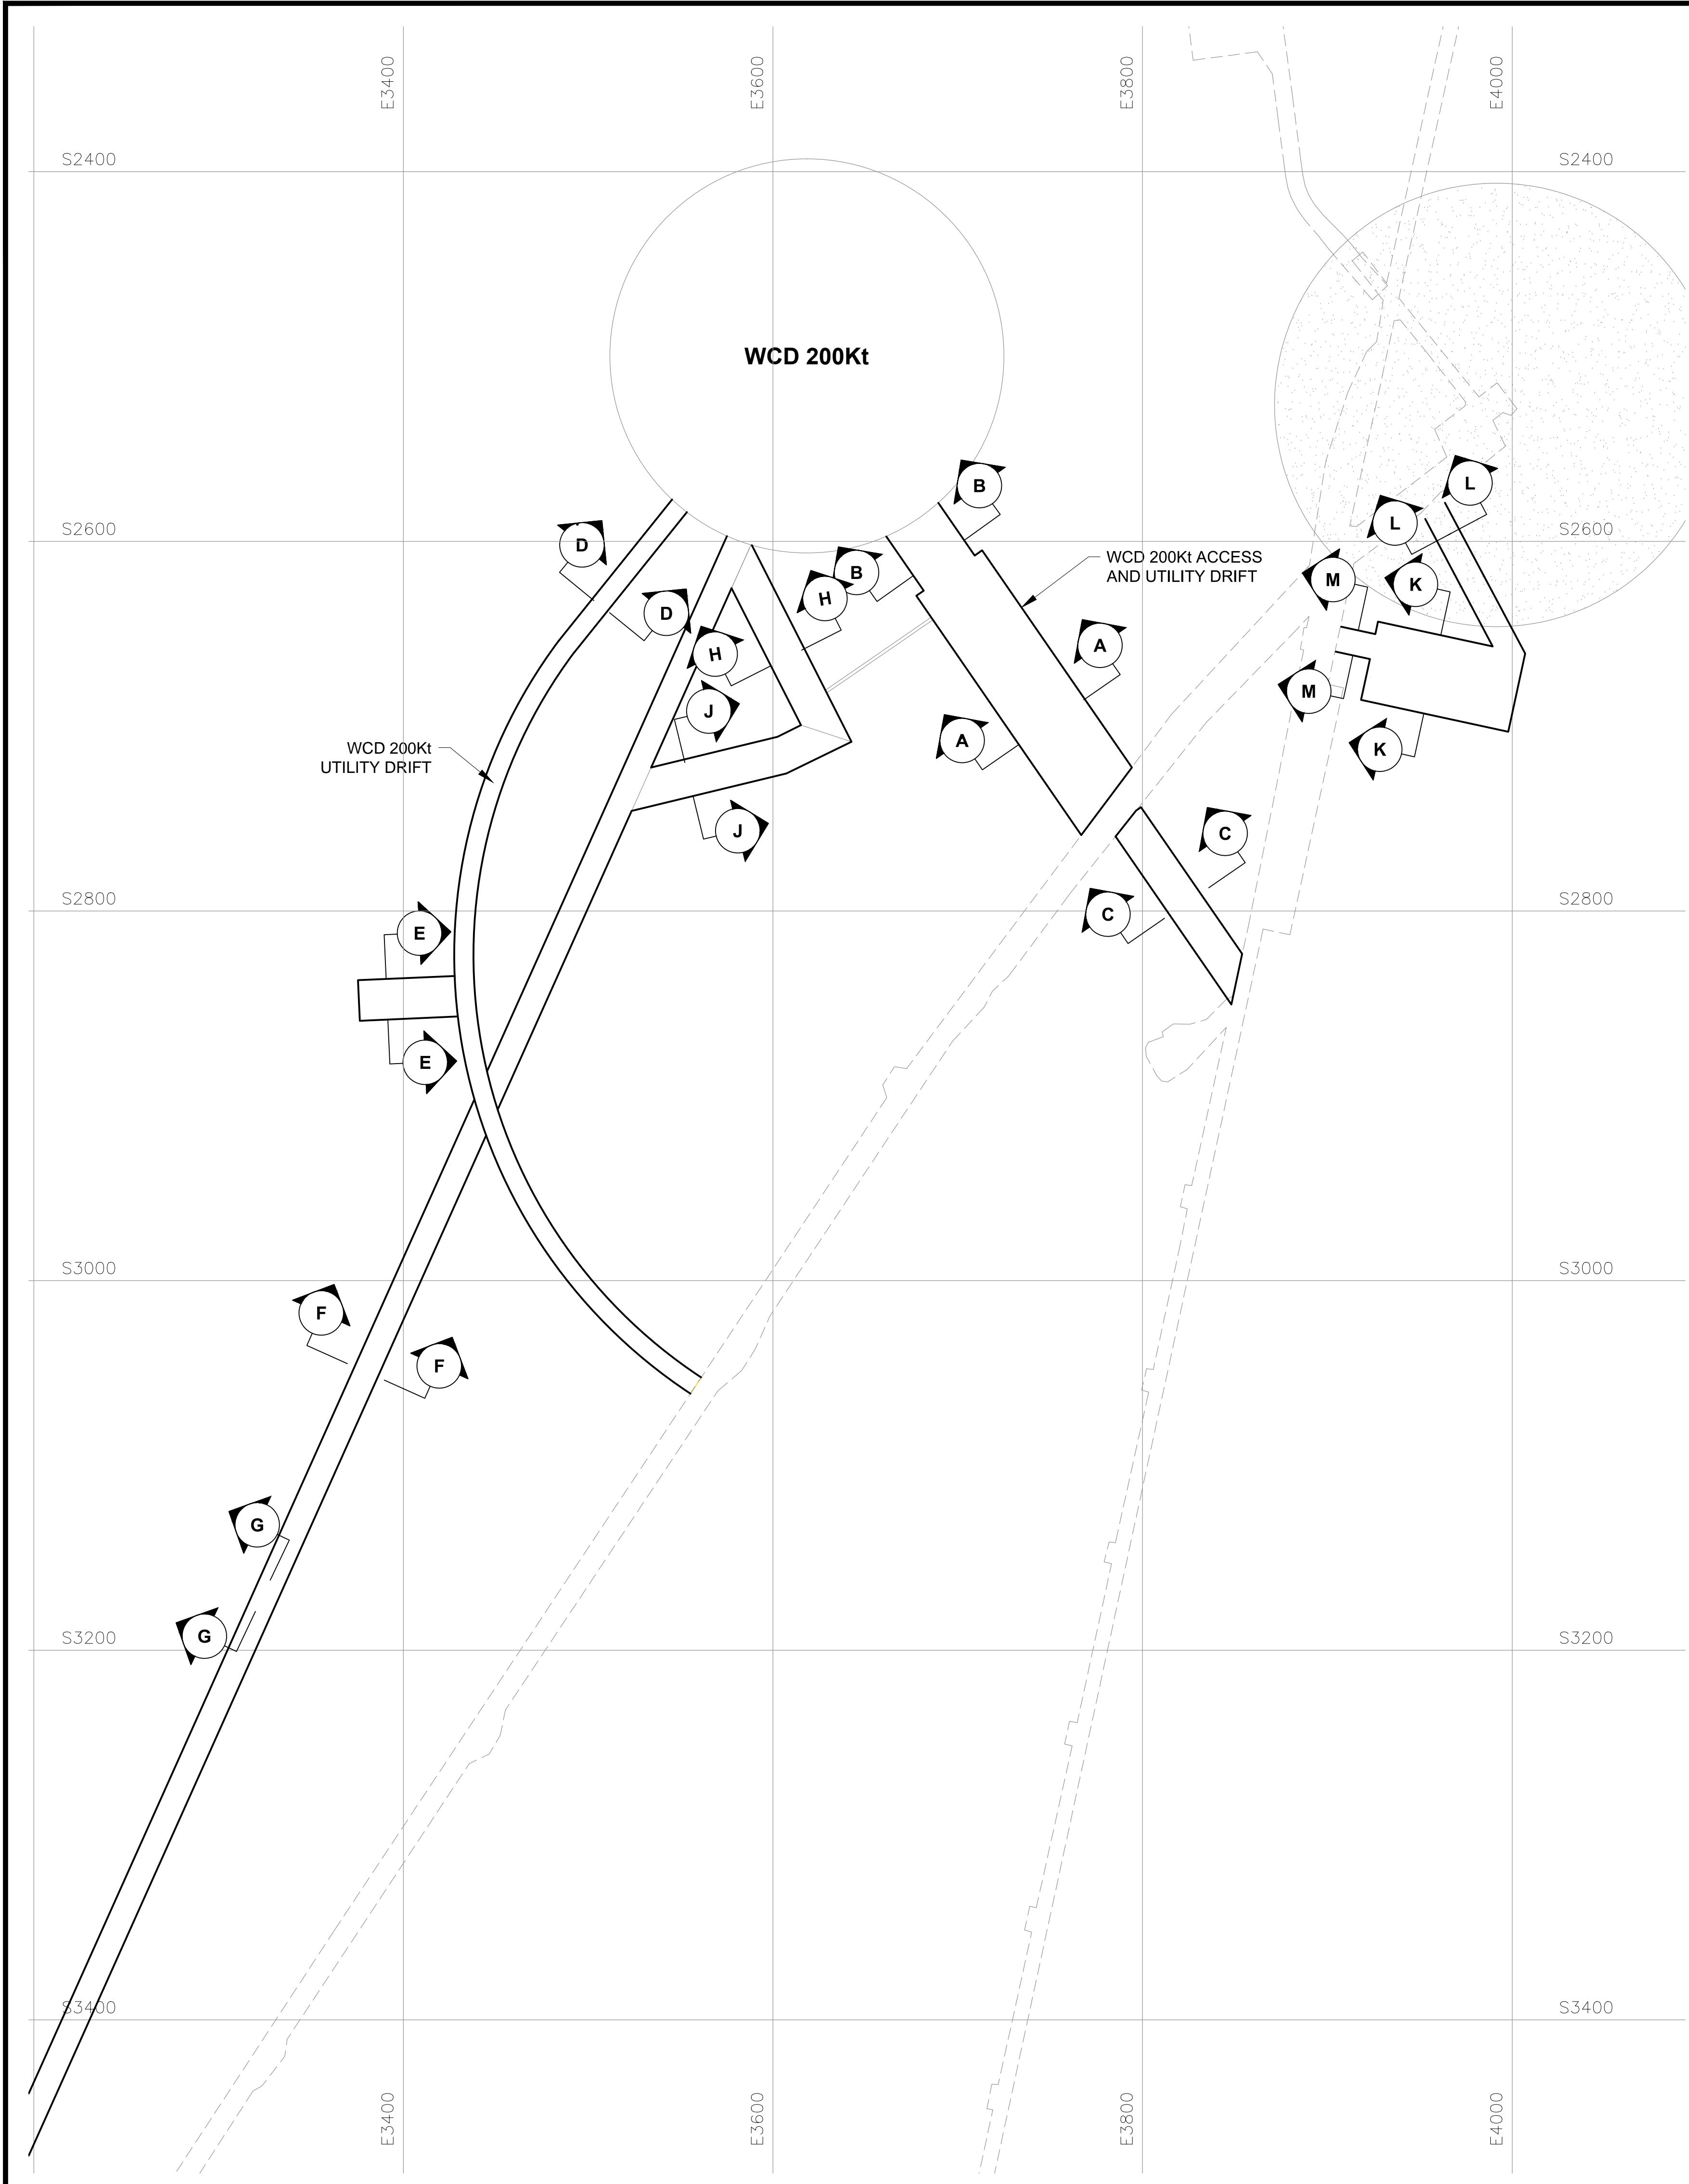 E3400
E3600
E3800
E4000
S2400
S2400
WCD 200Kt
B
L
L
S2600
D
S2600
WCD 200Kt ACCESS
AND UTILITY DRIFT
B
M
K
H
D
A
H
M
J
A
K
WCD 200Kt
UTILITY DRIFT
J
C
S2800
C
S2800
E
E
S3000
S3000
F
F
G
G
S3200
S3200
S3400
S3400
E3400
E3600
E3800
E4000